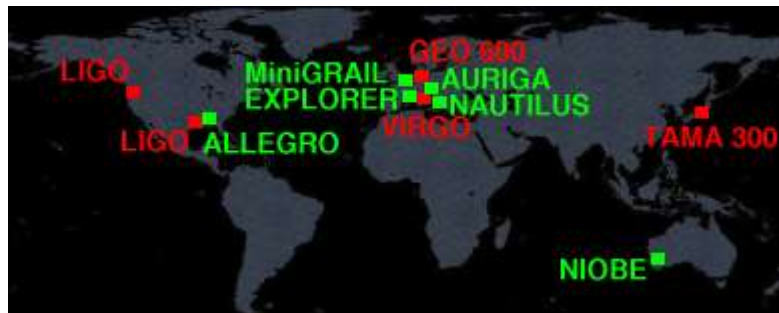 GEO 600
LIGO
MiniGRAIL
AURIGA
EXPLORER
NAUTILUS
VIRGO
LIGO
ALLEGRO
TAMA 300
NIOBE